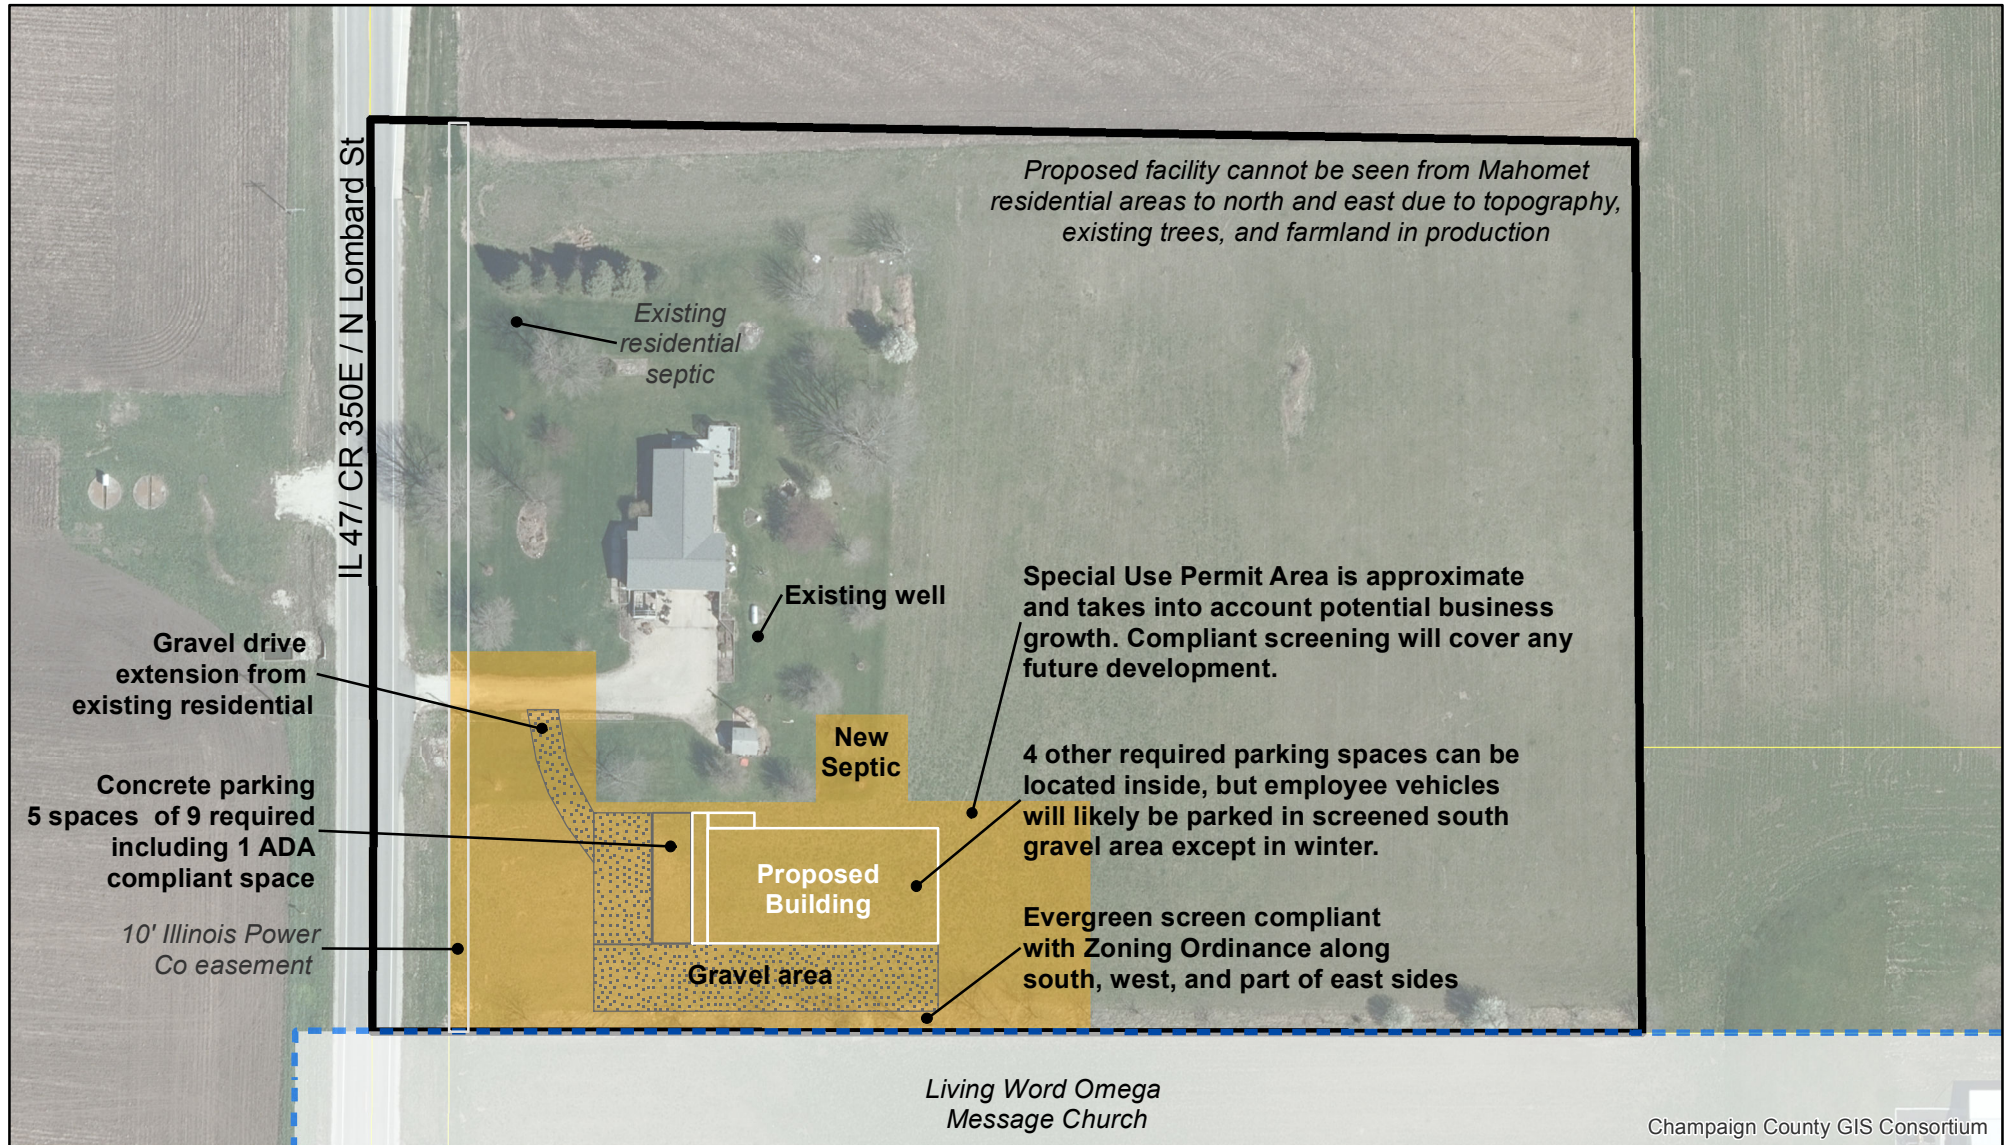 IL 47/ CR 350E / N Lombard St
Proposed facility cannot be seen from Mahomet
residential areas to north and east due to topography,
existing trees, and farmland in production
Existing
residential
septic
Existing well
Special Use Permit Area is approximate
and takes into account potential business
growth. Compliant screening will cover any
future development.
Gravel drive
extension from
existing residential
New
Septic
4 other required parking spaces can be
located inside, but employee vehicles
will likely be parked in screened south
gravel area except in winter.
Concrete parking
5 spaces of 9 required
including 1 ADA
compliant space
Proposed
Building
Evergreen screen compliant
with Zoning Ordinance along
south, west, and part of east sides
10' Illinois Power
Co easement
Gravel area
Living Word Omega
Message Church
Champaign County GIS Consortium